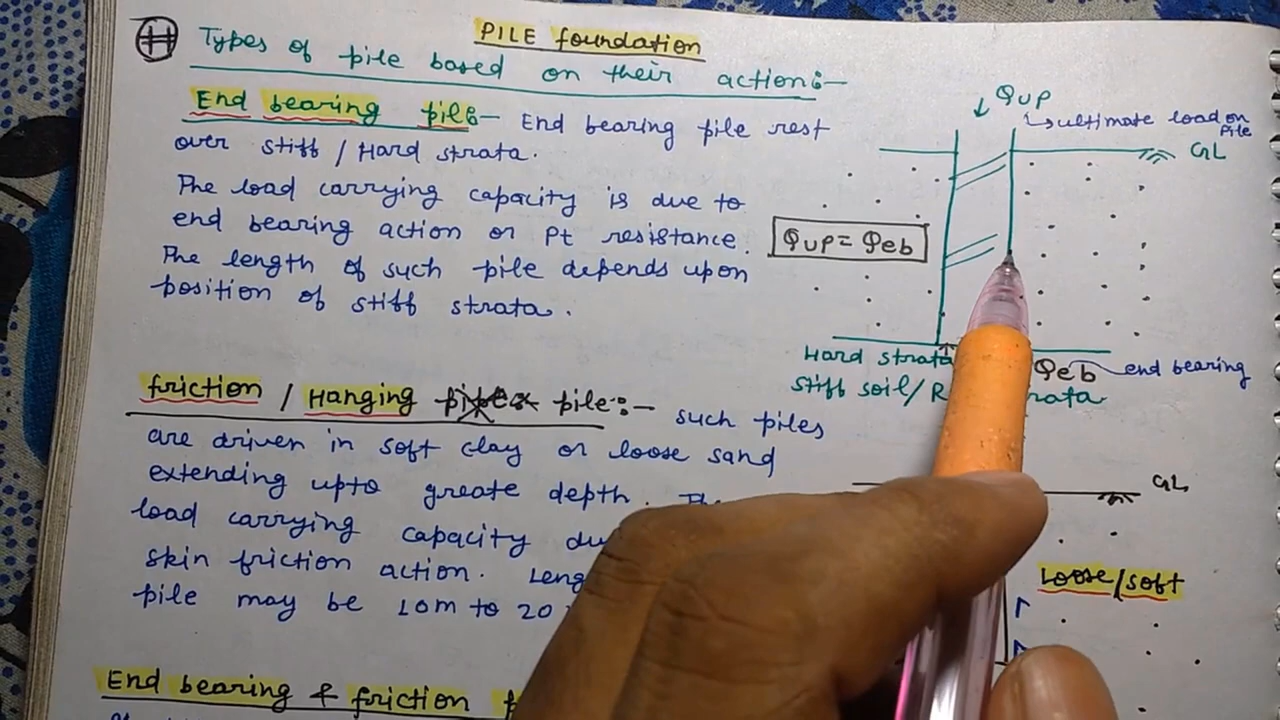 PILE foundation
Types of pile based on their action:-
End bearing pile:- End bearing pile rest
over stiff / Hard strata.
The load carrying capacity is due to
end bearing action or Pt resistance.
The length of such pile depends upon
position of stiff strata.
Qup
ultimate load on
Pile
GL
Qup = Qeb
Hard strata
Qeb
end bearing
stiff soil/ R
rata
friction / Hanging pile:- such piles
are driven in soft clay or loose sand
extending upto greate depth. The
load carrying capacity du
skin friction action. Leng
pile may be 10m to 20
GL
Loose/soft
End bearing & friction